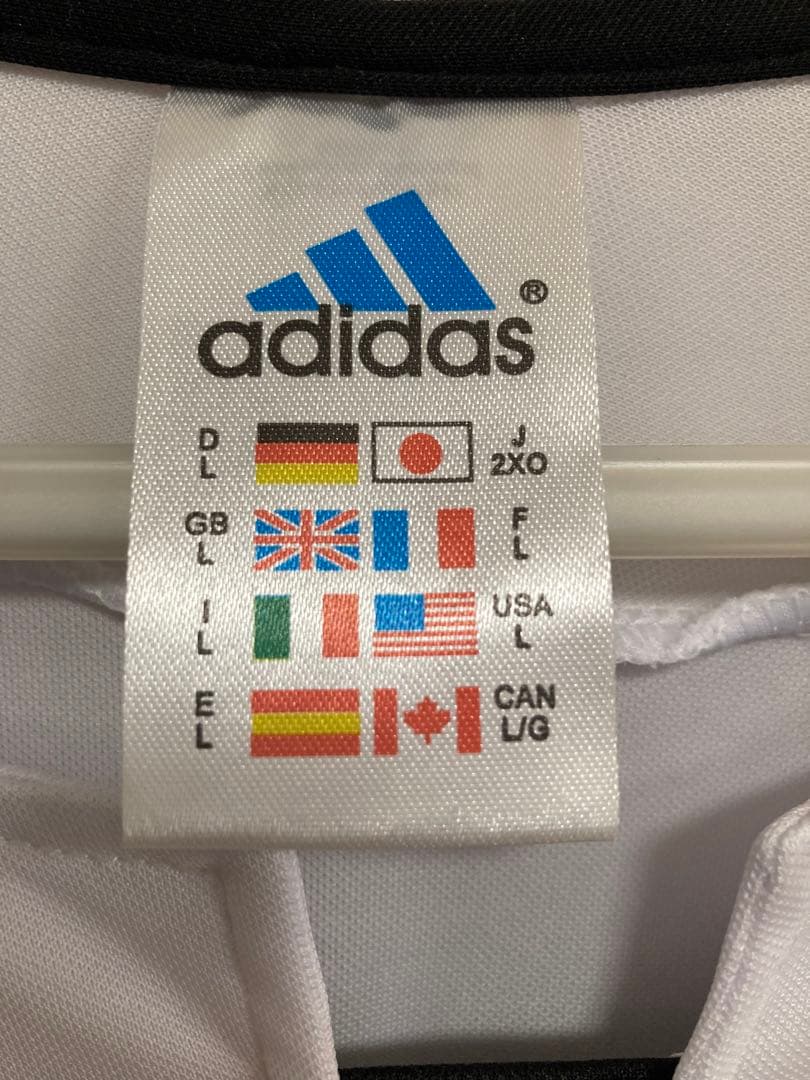 adidas®
D J
L 2XO
GB F
L L
I USA
L L
E CAN
L L/G